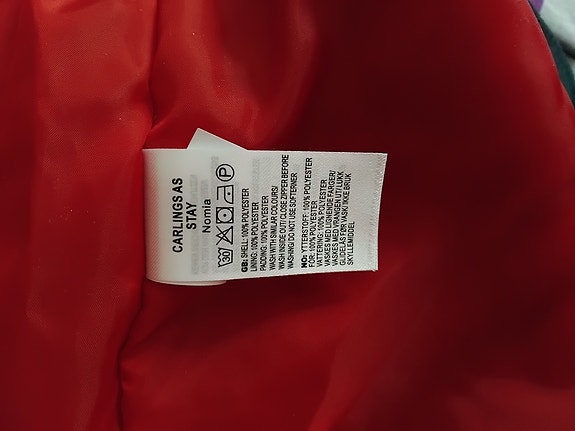 CARLINGS AS
STAY
Nomia
30 P
GB: SHELL: 100% POLYESTER
LINING: 100% POLYESTER
PADDING: 100% POLYESTER
WASH WITH SIMILAR COLOURS/
WASH INSIDE OUT/ CLOSE ZIPPER BEFORE
WASHING DO NOT USE SOFTERNER
NO: YTTERSTOFF: 100% POLYESTER
FOR: 100% POLYESTER
VATTERING: 100% POLYESTER
VASKES MED LIGNENDE FARGER/
VASKES MED VRANGEN UT/ LUKK
GLIDELÅS FØR VASK/ IKKE BRUK
SKYLLEMIDDEL